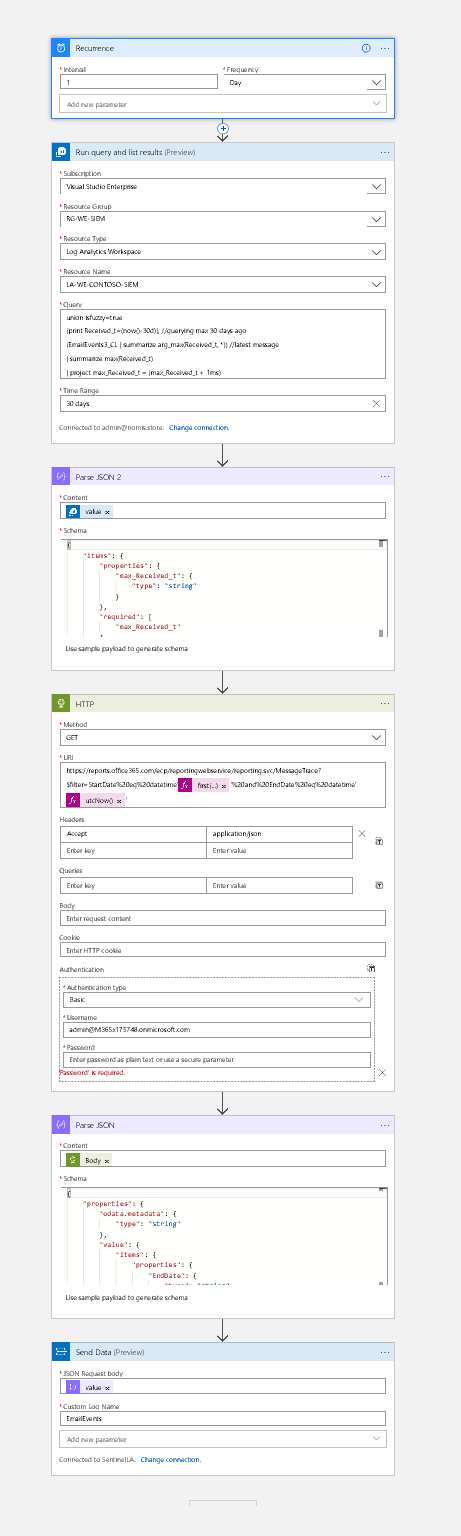 Recurrence
* Interval
* Frequency
1
Day
Add new parameter
Run query and list results (Preview)
* Subscription
Visual Studio Enterprise
* Resource Group
RG-WE-SIEM
* Resource Type
Log Analytics Workspace
* Resource Name
LA-WE-CONTOSO-SIEM
* Query
union isfuzzy=true
(print Received_t=(now()-30d)), //querying max 30 days ago
(EmailEvents3_CL | summarize arg_max(Received_t, *)) //latest message
| summarize max(Received_t)
| project max_Received_t = (max_Received_t + 1ms)
* Time Range
30 days
Connected to admin@nomis.store. Change connection.
Parse JSON 2
* Content
value ×
* Schema
{
"items": {
"properties": {
"max_Received_t": {
"type": "string"
}
},
"required": [
"max_Received_t"
Use sample payload to generate schema
HTTP
* Method
GET
* URI
https://reports.office365.com/ecp/reportingwebservice/reporting.svc/MessageTrace?
$filter=StartDate%20eq%20datetime' fx first(...) × '%20and%20EndDate%20eq%20datetime'
fx utcNow() × '
Headers
Accept
application/json
Enter key
Enter value
Queries
Enter key
Enter value
Body
Enter request content
Cookie
Enter HTTP cookie
Authentication
* Authentication type
Basic
* Username
admin@M365x175748.onmicrosoft.com
* Password
Enter password as plain text or use a secure parameter
'Password' is required.
Parse JSON
* Content
Body ×
* Schema
{
"properties": {
"odata.metadata": {
"type": "string"
},
"value": {
"items": {
"properties": {
"EndDate": {
Use sample payload to generate schema
Send Data (Preview)
* JSON Request body
value ×
* Custom Log Name
EmailEvents
Add new parameter
Connected to SentinelLA. Change connection.